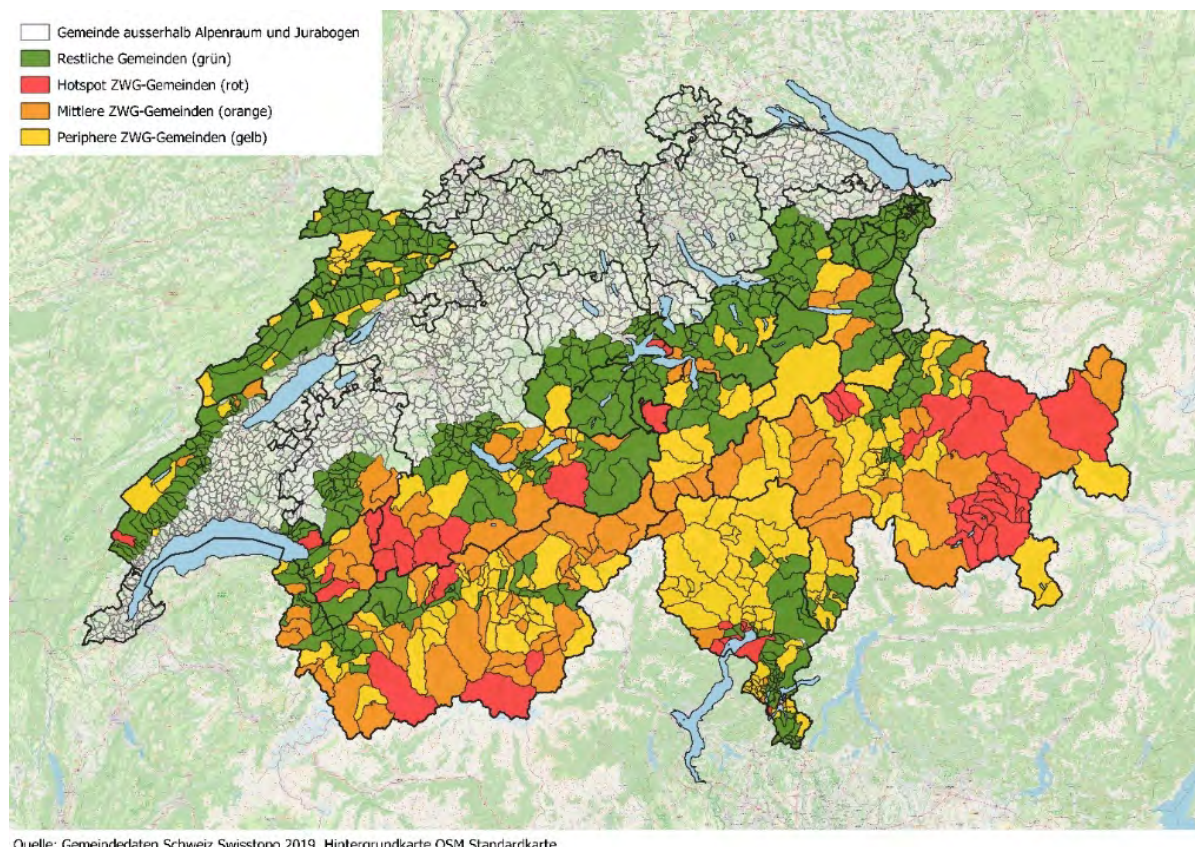 Gemeinde ausserhalb Alpenraum und Jurabogen
Restliche Gemeinden (grün)
Hotspot ZWG-Gemeinden (rot)
Mittlere ZWG-Gemeinden (orange)
Periphere ZWG-Gemeinden (gelb)
Quelle: Gemeindedaten Schweiz Swisstopo 2019, Hintergrundkarte OSM Standardkarte